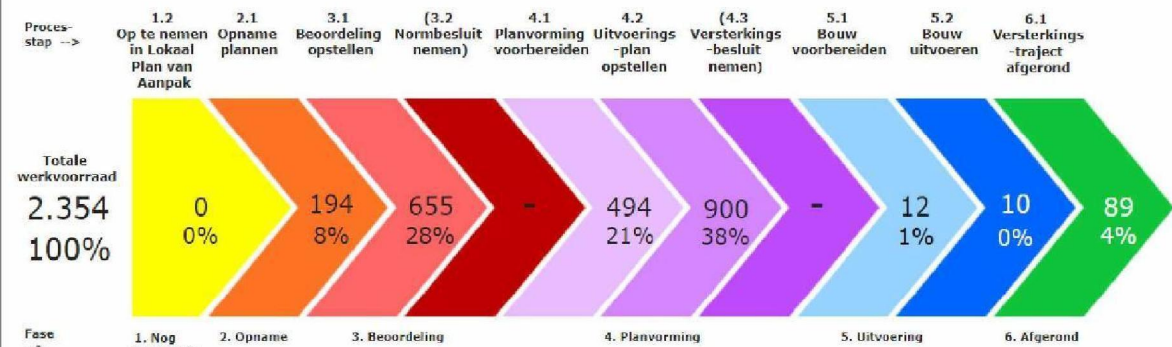 Proces-
stap -->
1.2
Op te nemen
in Lokaal
Plan van
Aanpak
2.1
Opname
plannen
3.1
Beoordeling
opstellen
(3.2
Normbesluit
nemen)
4.1
Planvorming
voorbereiden
4.2
Uitvoerings
-plan
opstellen
(4.3
Versterkings
-besluit
nemen)
5.1
Bouw
voorbereiden
5.2
Bouw
uitvoeren
6.1
Versterkings
-traject
afgerond
Totale
werkvoorraad
2.354
100%
0
0%
194
8%
655
28%
-
494
21%
900
38%
-
12
1%
10
0%
89
4%
Fase
1. Nog
2. Opname
3. Beoordeling
4. Planvorming
5. Uitvoering
6. Afgerond